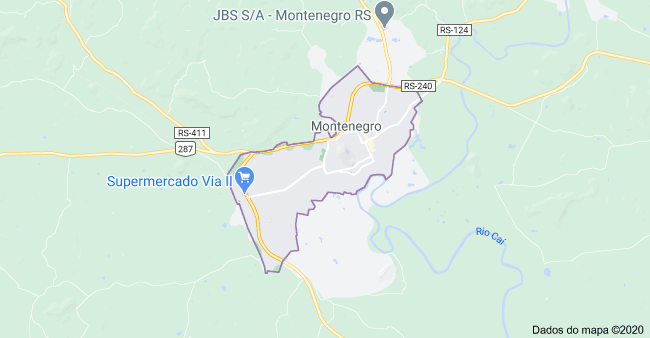 JBS S/A - Montenegro RS
RS-124
RS-240
Montenegro
RS-411
287
Supermercado Via II
Rio Caí
Dados do mapa ©2020